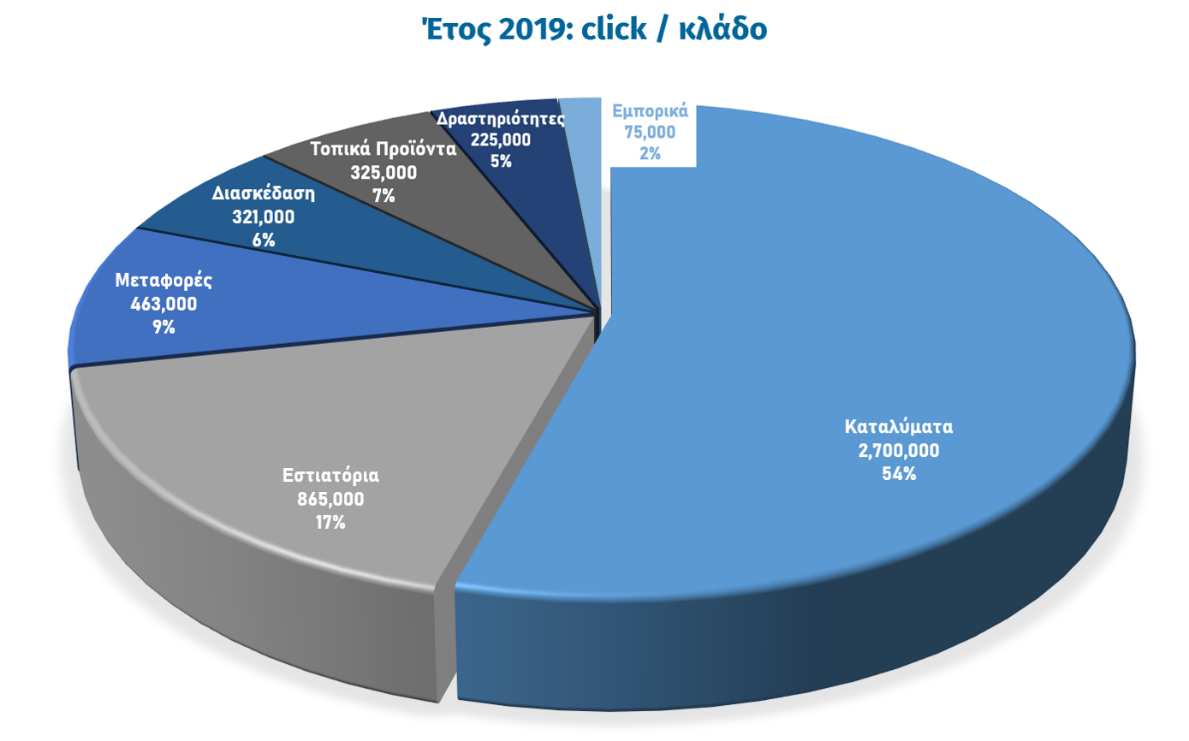 Έτος 2019: click / κλάδο
Εμπορικά
75,000
2%
Δραστηριότητες
225,000
5%
Τοπικά Προϊόντα
325,000
7%
Διασκέδαση
321,000
6%
Μεταφορές
463,000
9%
Εστιατόρια
865,000
17%
Καταλύματα
2,700,000
54%